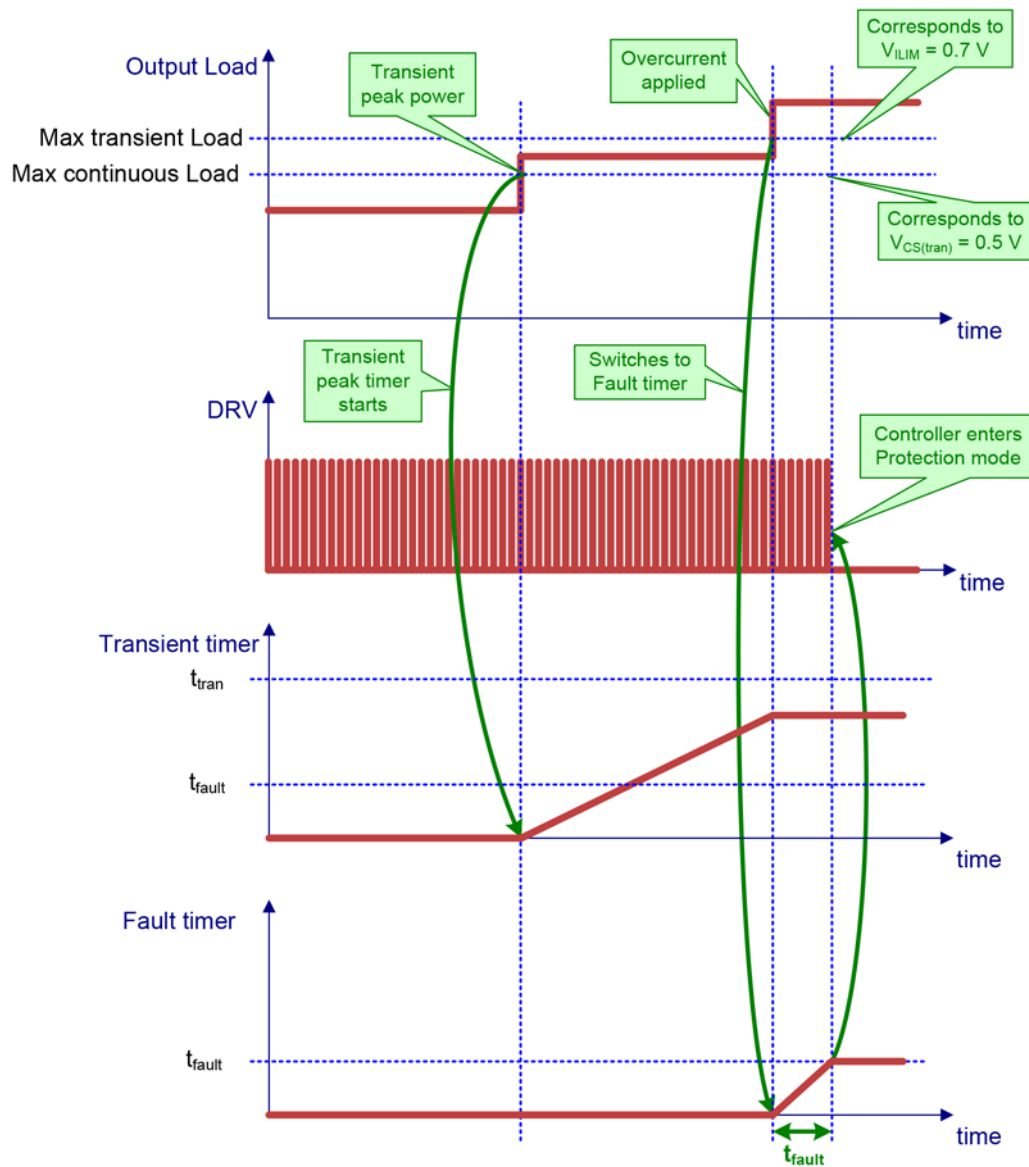 Output Load
Transient
peak power
Overcurrent
applied
Corresponds to
V_ILIM = 0.7 V
Max transient Load
Max continuous Load
Corresponds to
V_CS(tran) = 0.5 V
time
Transient
peak timer
starts
Switches to
Fault timer
DRV
Controller enters
Protection mode
time
Transient timer
t_tran
t_fault
time
Fault timer
t_fault
time
t_fault